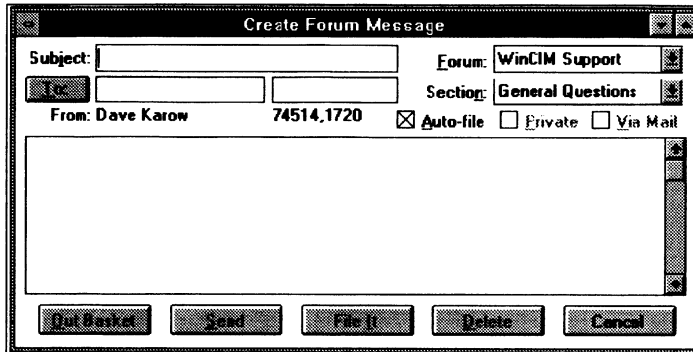 Create Forum Message
Subject: Forum: WinCIM Support
To: Section: General Questions
From: Dave Karow 74514,1720 Auto-file Private Via Mail
Out Basket Send File It Delete Cancel